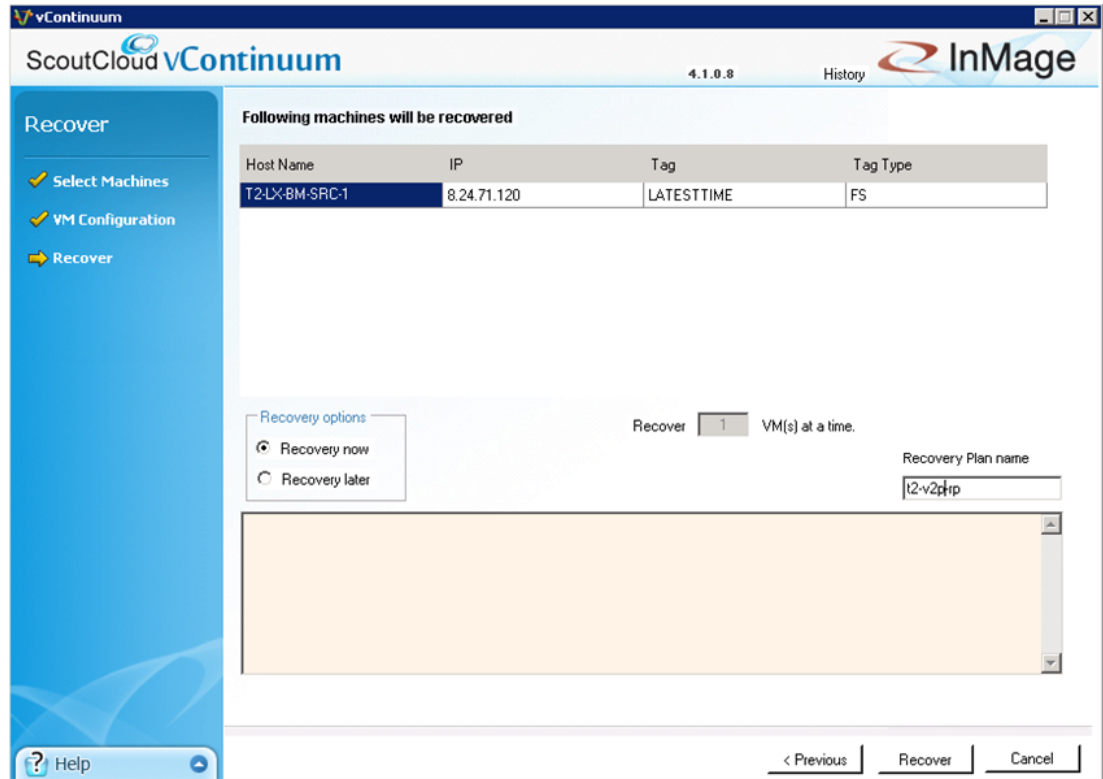 vContinuum
ScoutCloud vContinuum
4.1.0.8
History
InMage
Recover
Select Machines
VM Configuration
Recover
Following machines will be recovered
Host Name IP Tag Tag Type
T2-LX-BM-SRC-1 8.24.71.120 LATESTTIME FS
Recovery options
Recovery now
Recovery later
Recover 1 VM(s) at a time.
Recovery Plan name
t2-v2p-rp
? Help
< Previous Recover Cancel